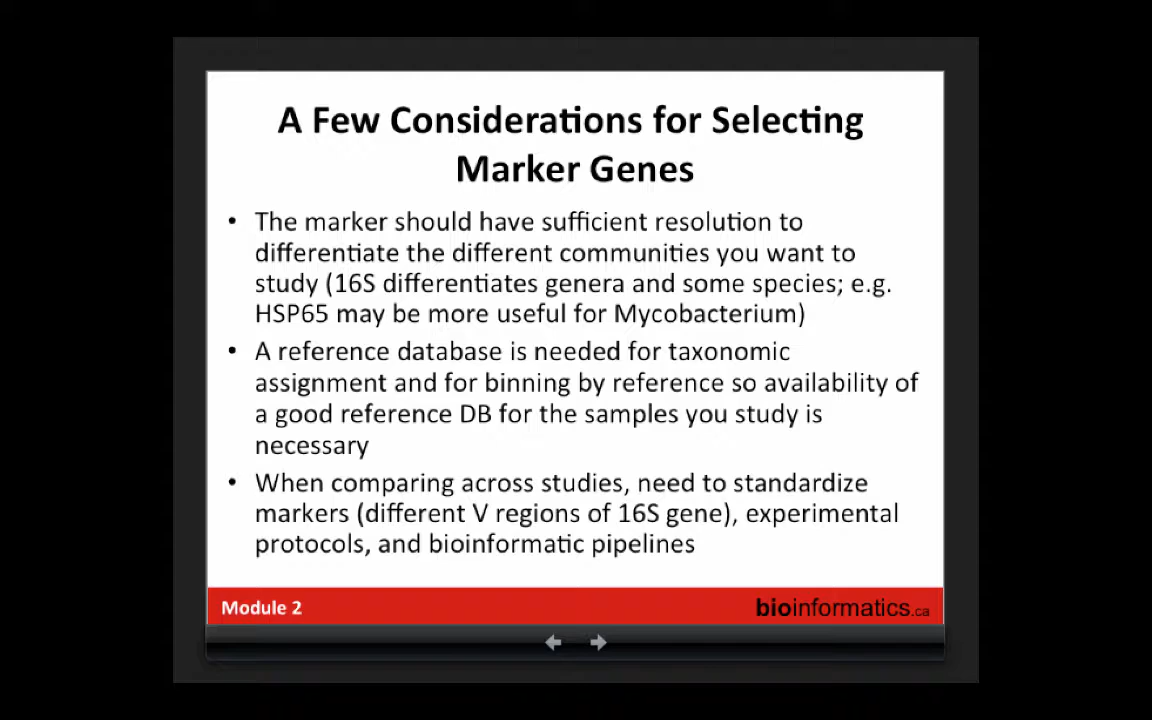 A Few Considerations for Selecting
Marker Genes
• The marker should have sufficient resolution to
differentiate the different communities you want to
study (16S differentiates genera and some species; e.g.
HSP65 may be more useful for Mycobacterium)
• A reference database is needed for taxonomic
assignment and for binning by reference so availability of
a good reference DB for the samples you study is
necessary
• When comparing across studies, need to standardize
markers (different V regions of 16S gene), experimental
protocols, and bioinformatic pipelines
Module 2
bioinformatics.ca